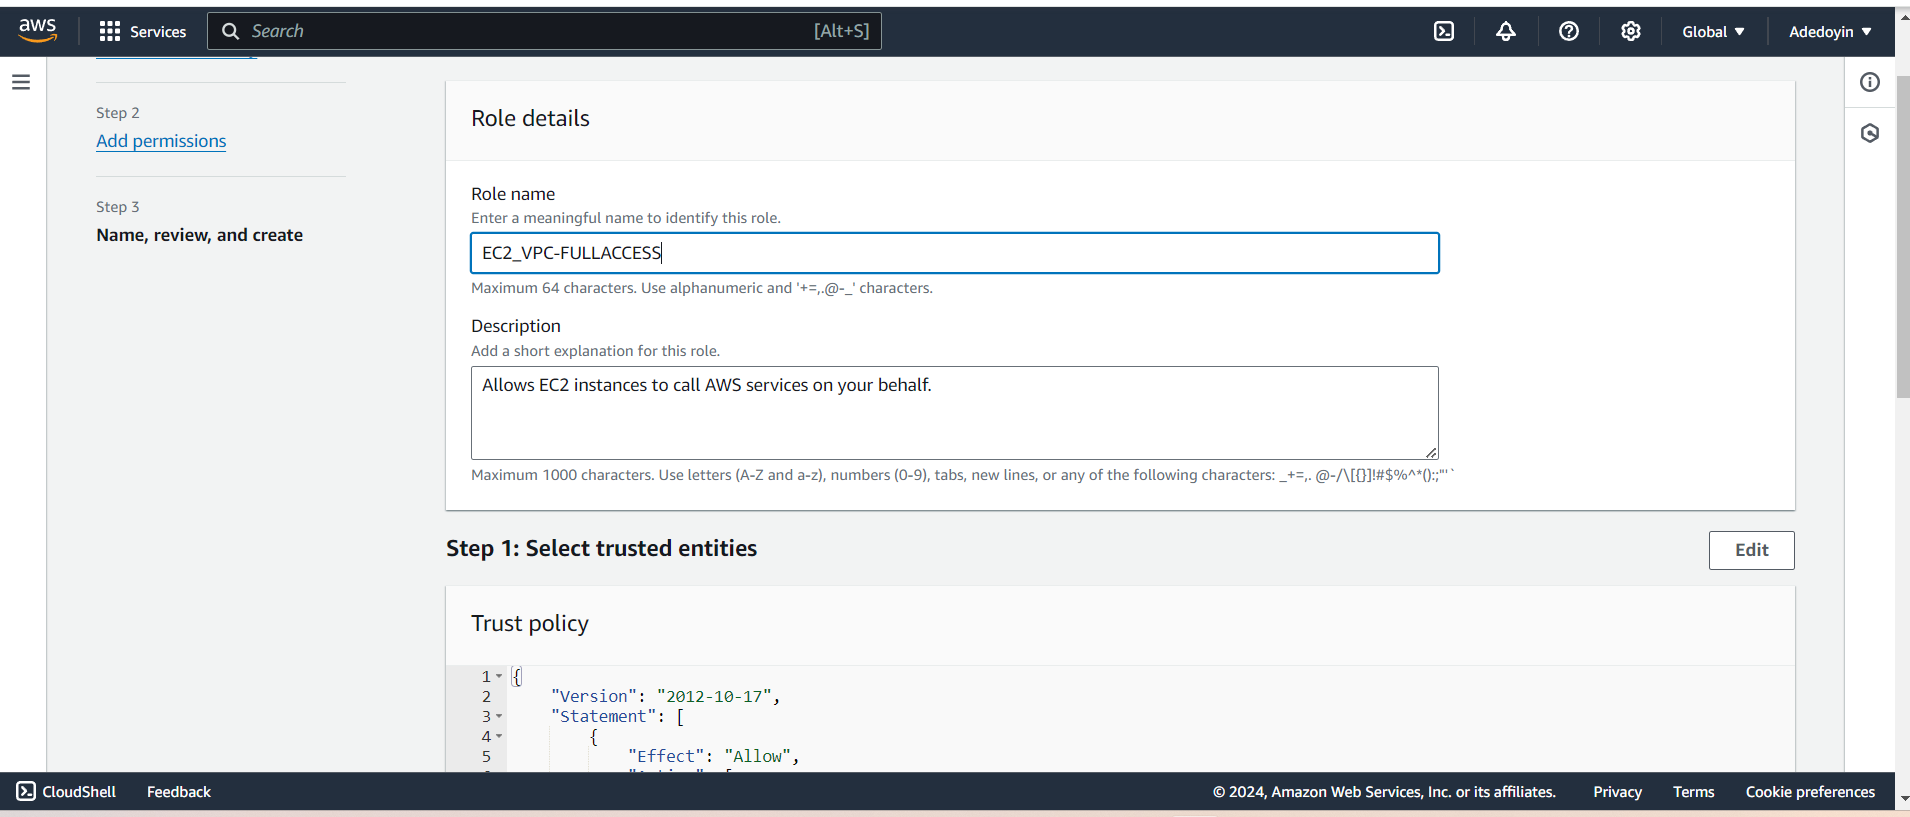 aws
Services
Search
[Alt+S]
Global
Adedoyin
Step 2
Add permissions
Step 3
Name, review, and create
Role details
Role name
Enter a meaningful name to identify this role.
EC2_VPC-FULLACCESS
Maximum 64 characters. Use alphanumeric and '+=,.@-_' characters.
Description
Add a short explanation for this role.
Allows EC2 instances to call AWS services on your behalf.
Maximum 1000 characters. Use letters (A-Z and a-z), numbers (0-9), tabs, new lines, or any of the following characters: _+=,. @-/\[{}]!#$%^*();:"'`
Step 1: Select trusted entities
Edit
Trust policy
1 {
2 "Version": "2012-10-17",
3 "Statement": [
4 {
5 "Effect": "Allow",
CloudShell
Feedback
© 2024, Amazon Web Services, Inc. or its affiliates.
Privacy
Terms
Cookie preferences